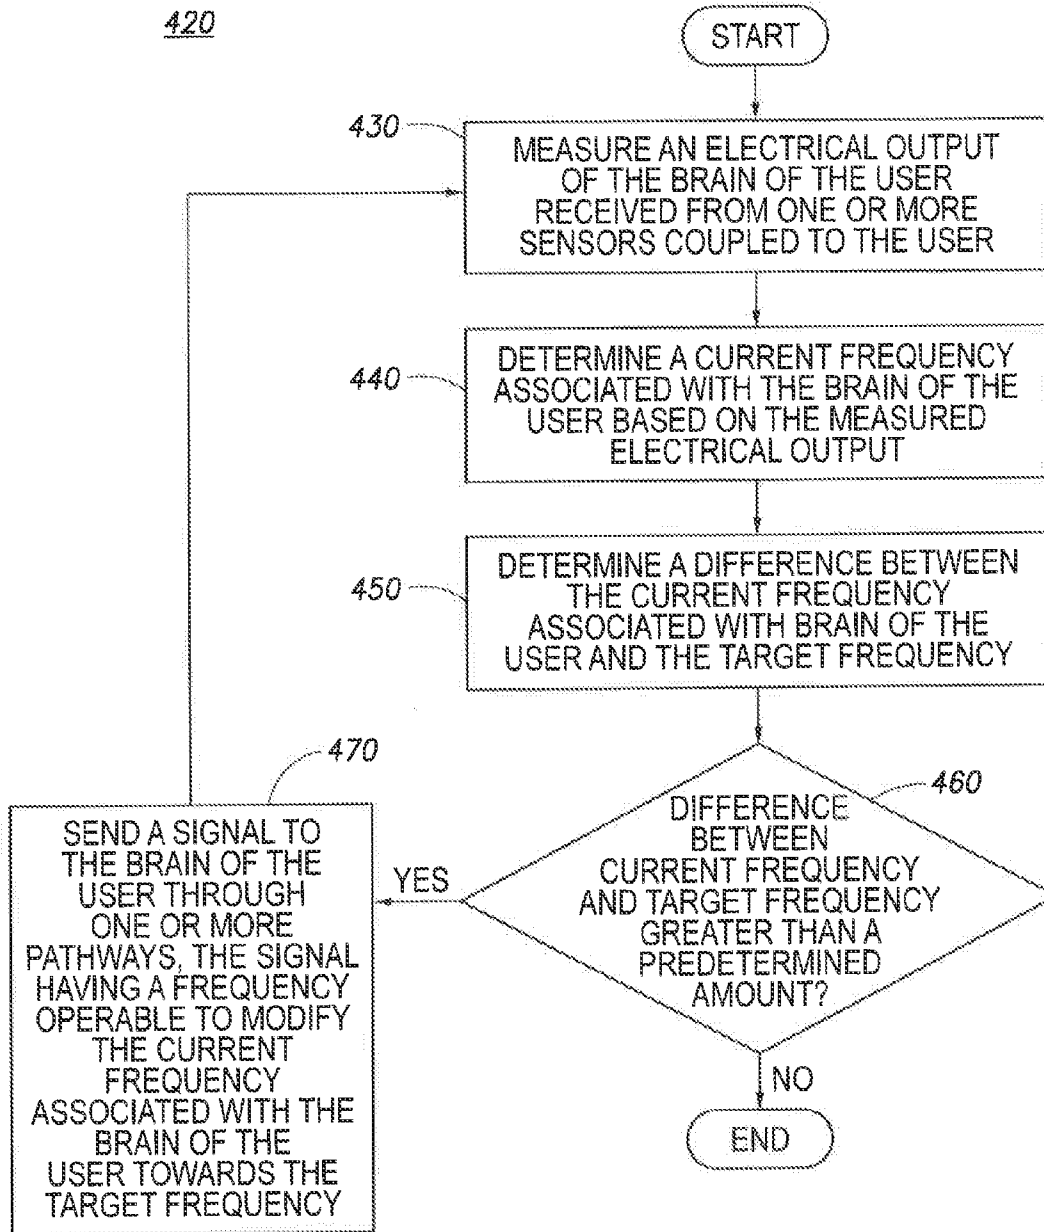 420
START
430
MEASURE AN ELECTRICAL OUTPUT
OF THE BRAIN OF THE USER
RECEIVED FROM ONE OR MORE
SENSORS COUPLED TO THE USER
440
DETERMINE A CURRENT FREQUENCY
ASSOCIATED WITH THE BRAIN OF THE
USER BASED ON THE MEASURED
ELECTRICAL OUTPUT
450
DETERMINE A DIFFERENCE BETWEEN
THE CURRENT FREQUENCY
ASSOCIATED WITH BRAIN OF THE
USER AND THE TARGET FREQUENCY
460
DIFFERENCE
BETWEEN
CURRENT FREQUENCY
AND TARGET FREQUENCY
GREATER THAN A
PREDETERMINED
AMOUNT?
YES
470
SEND A SIGNAL TO
THE BRAIN OF THE
USER THROUGH
ONE OR MORE
PATHWAYS, THE SIGNAL
HAVING A FREQUENCY
OPERABLE TO MODIFY
THE CURRENT
FREQUENCY
ASSOCIATED WITH THE
BRAIN OF THE
USER TOWARDS THE
TARGET FREQUENCY
NO
END